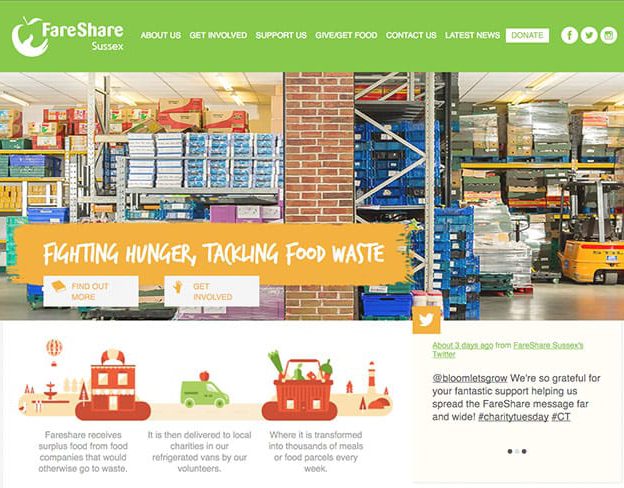 FareShare
Sussex
ABOUT US GET INVOLVED SUPPORT US GIVE/GET FOOD CONTACT US LATEST NEWS DONATE
FIGHTING HUNGER, TACKLING FOOD WASTE
FIND OUT
MORE
GET
INVOLVED
Fareshare receives
surplus food from food
companies that would
otherwise go to waste.
It is then delivered to local
charities in our
refrigerated vans by our
volunteers.
Where it is transformed
into thousands of meals
or food parcels every
week.
About 3 days ago from FareShare Sussex's
Twitter
@bloomletsgrow We're so grateful for
your fantastic support helping us
spread the FareShare message far
and wide! #charitytuesday #CT